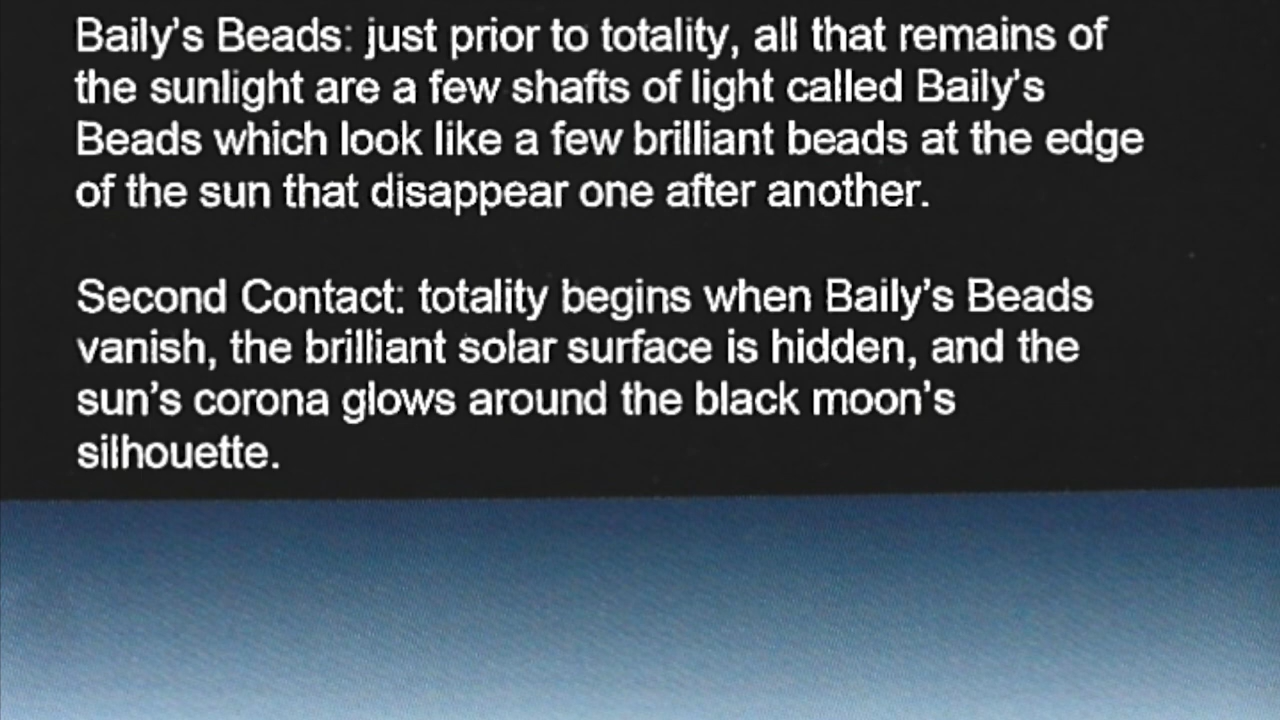 Baily’s Beads: just prior to totality, all that remains of
the sunlight are a few shafts of light called Baily’s
Beads which look like a few brilliant beads at the edge
of the sun that disappear one after another.
Second Contact: totality begins when Baily’s Beads
vanish, the brilliant solar surface is hidden, and the
sun’s corona glows around the black moon’s
silhouette.